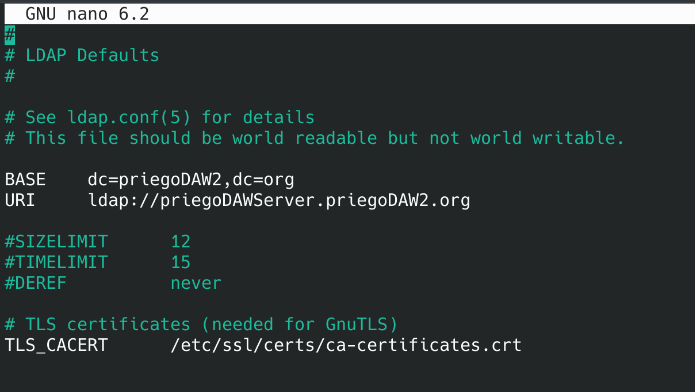 GNU nano 6.2
#
# LDAP Defaults
#
# See ldap.conf(5) for details
# This file should be world readable but not world writable.
BASE    dc=priegoDAW2,dc=org
URI     ldap://priegoDAWServer.priegoDAW2.org
#SIZELIMIT      12
#TIMELIMIT      15
#DEREF          never
# TLS certificates (needed for GnuTLS)
TLS_CACERT      /etc/ssl/certs/ca-certificates.crt